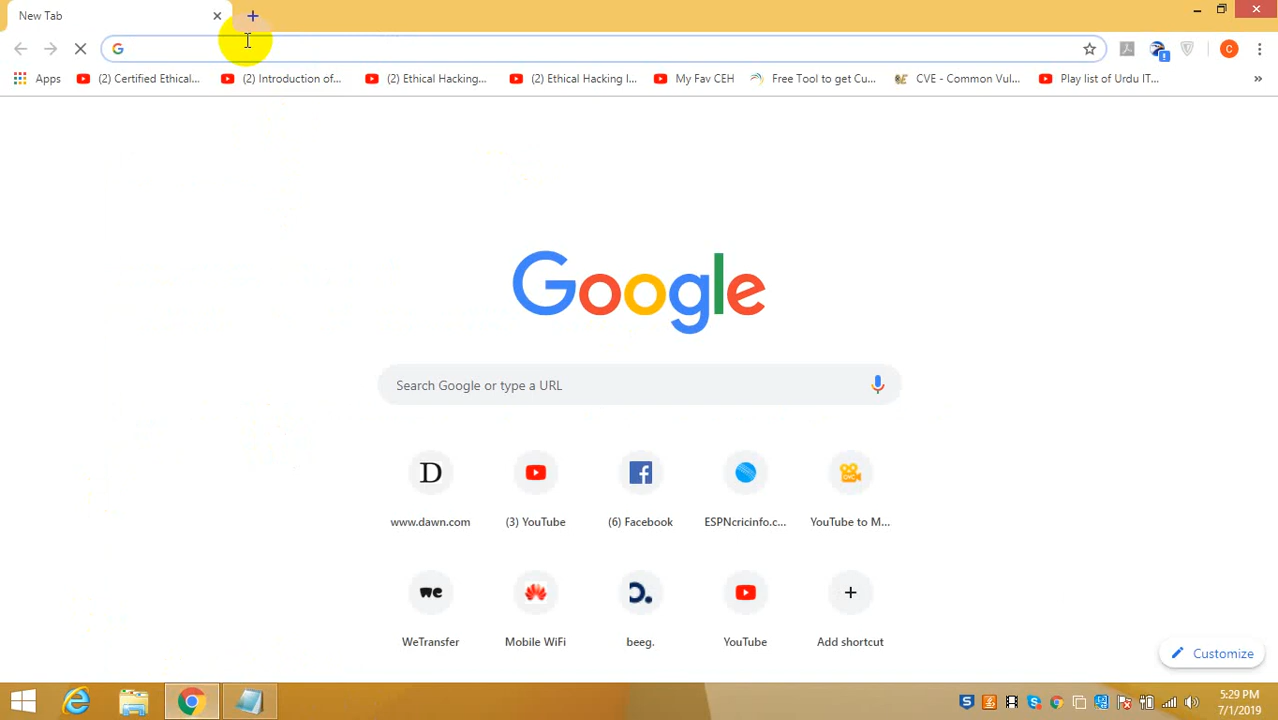 New Tab
Apps
(2) Certified Ethical...
(2) Introduction of...
(2) Ethical Hacking...
(2) Ethical Hacking I...
My Fav CEH
Free Tool to get Cu...
CVE - Common Vul...
Play list of Urdu IT...
»
Google
Search Google or type a URL
www.dawn.com
(3) YouTube
(6) Facebook
ESPNcricinfo.c...
YouTube to M...
WeTransfer
Mobile WiFi
beeg.
YouTube
Add shortcut
Customize
5:29 PM
7/1/2019